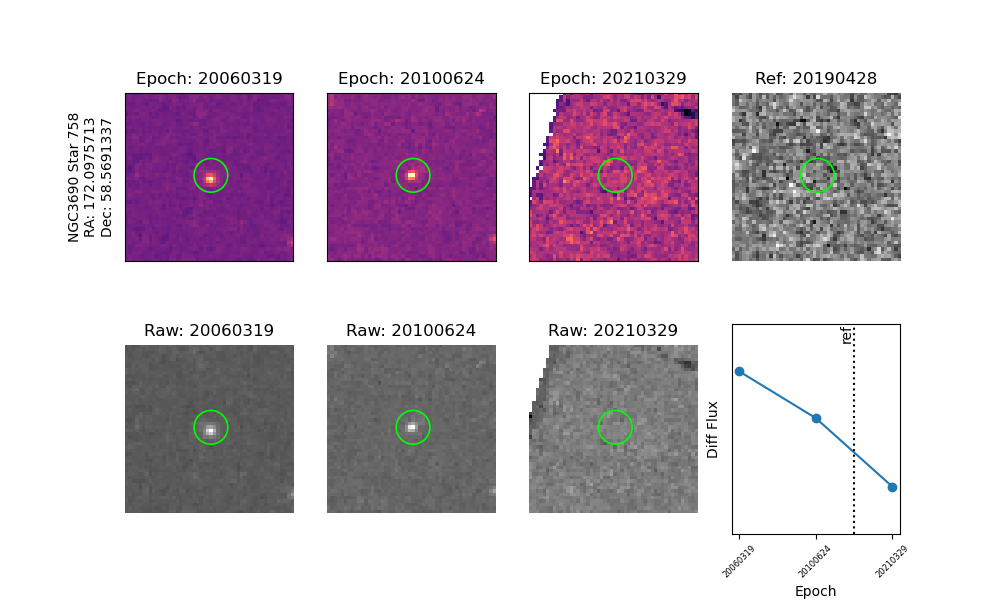 Epoch: 20060319
Epoch: 20100624
Epoch: 20210329
Ref: 20190428
NGC3690 Star 758
RA: 172.0975713
Dec: 58.5691337
Raw: 20060319
Raw: 20100624
Raw: 20210329
ref
Diff Flux
20060319
20100624
20210329
Epoch